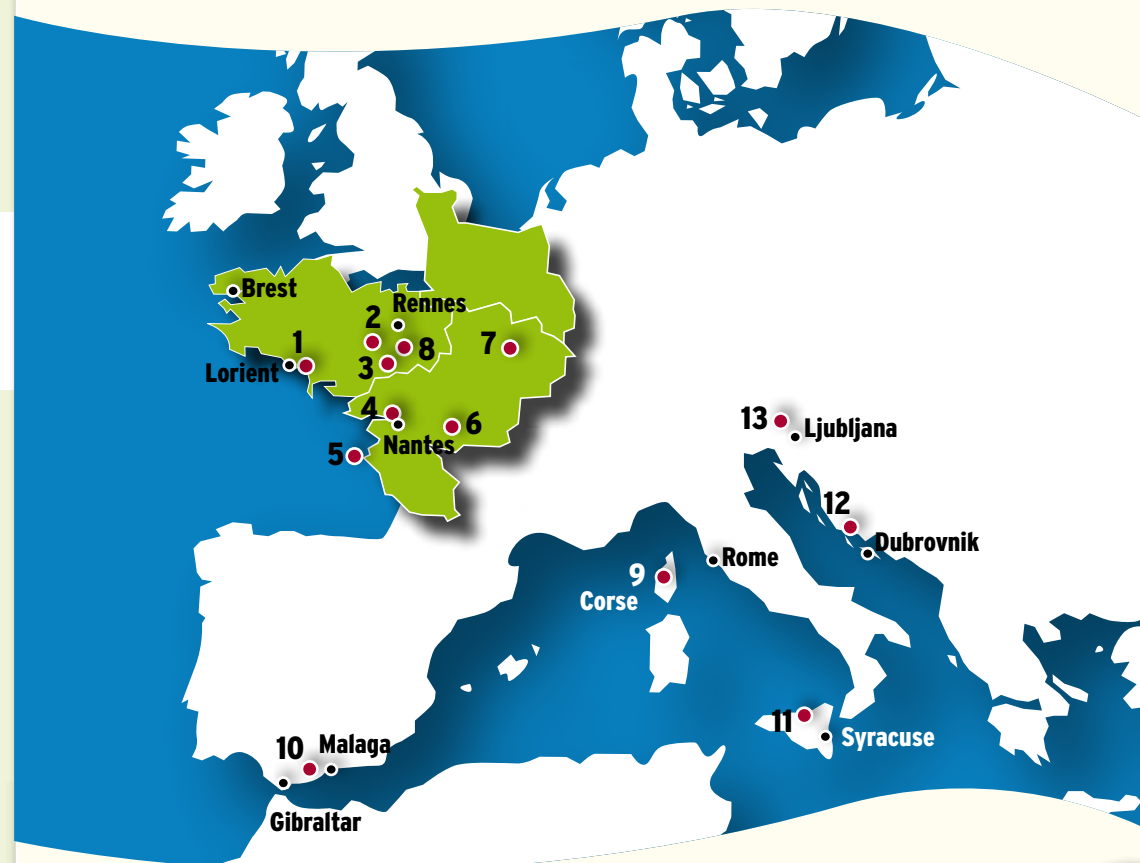 Brest
Rennes
2
1
8
7
3
Lorient
4
6
Nantes
5
13
Ljubljana
12
Dubrovnik
Rome
9
Corse
11
Syracuse
10
Malaga
Gibraltar